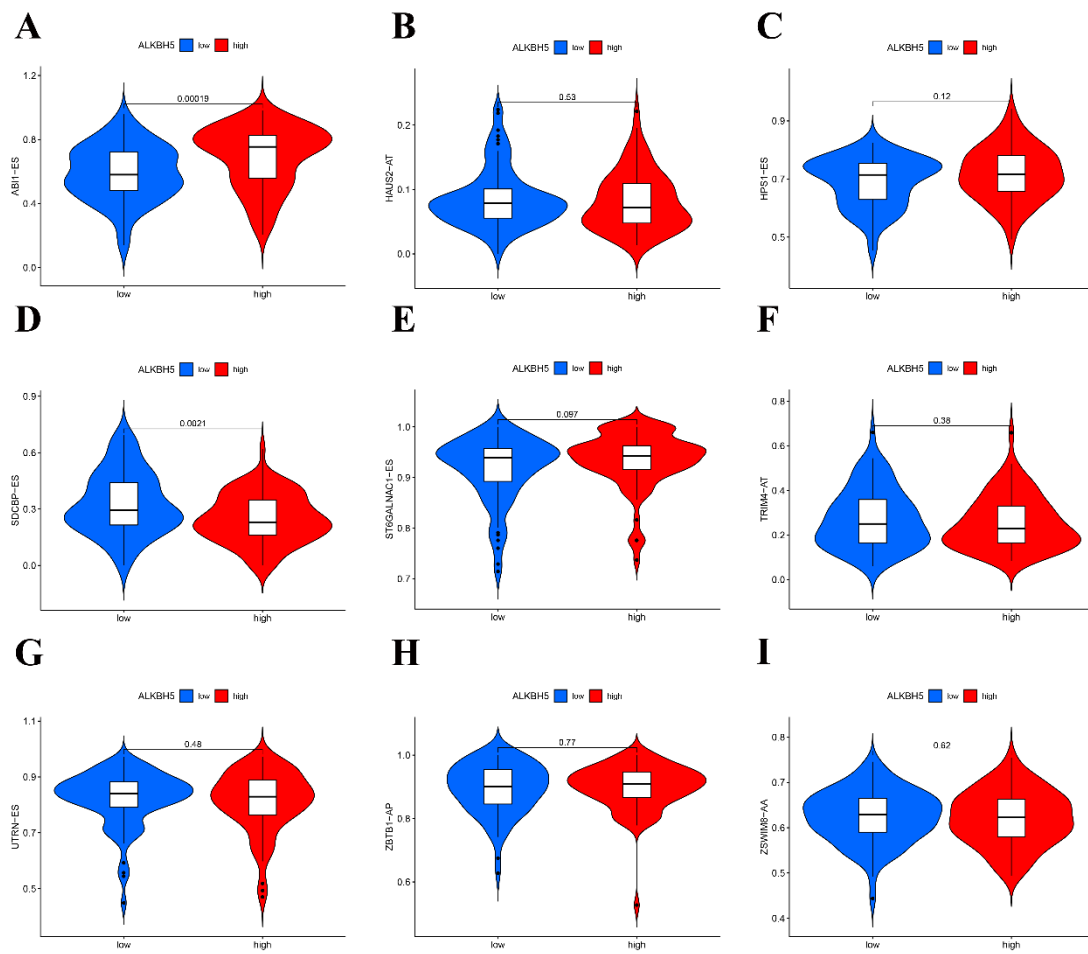 A
B
C
ALKBH5 low high
ALKBH5 low high
ALKBH5 low high
ABI1-ES
1.2
0.8
0.4
0.0
0.00019
low high
HAUS2-AT
0.2
0.1
0.0
0.53
low high
HPS1-ES
0.9
0.7
0.5
0.12
low high
D
E
F
ALKBH5 low high
ALKBH5 low high
ALKBH5 low high
SDCBP-ES
0.9
0.6
0.3
0.0
0.0021
low high
ST6GALNAC1-ES
1.0
0.9
0.8
0.7
0.097
low high
TRIM4-AT
0.8
0.6
0.4
0.2
0.0
0.38
low high
G
H
I
ALKBH5 low high
ALKBH5 low high
ALKBH5 low high
UTRN-ES
1.1
0.9
0.7
0.5
0.48
low high
ZBTB1-AP
1.0
0.8
0.6
0.77
low high
ZSWIM8-AA
0.8
0.7
0.6
0.5
0.4
0.62
low high